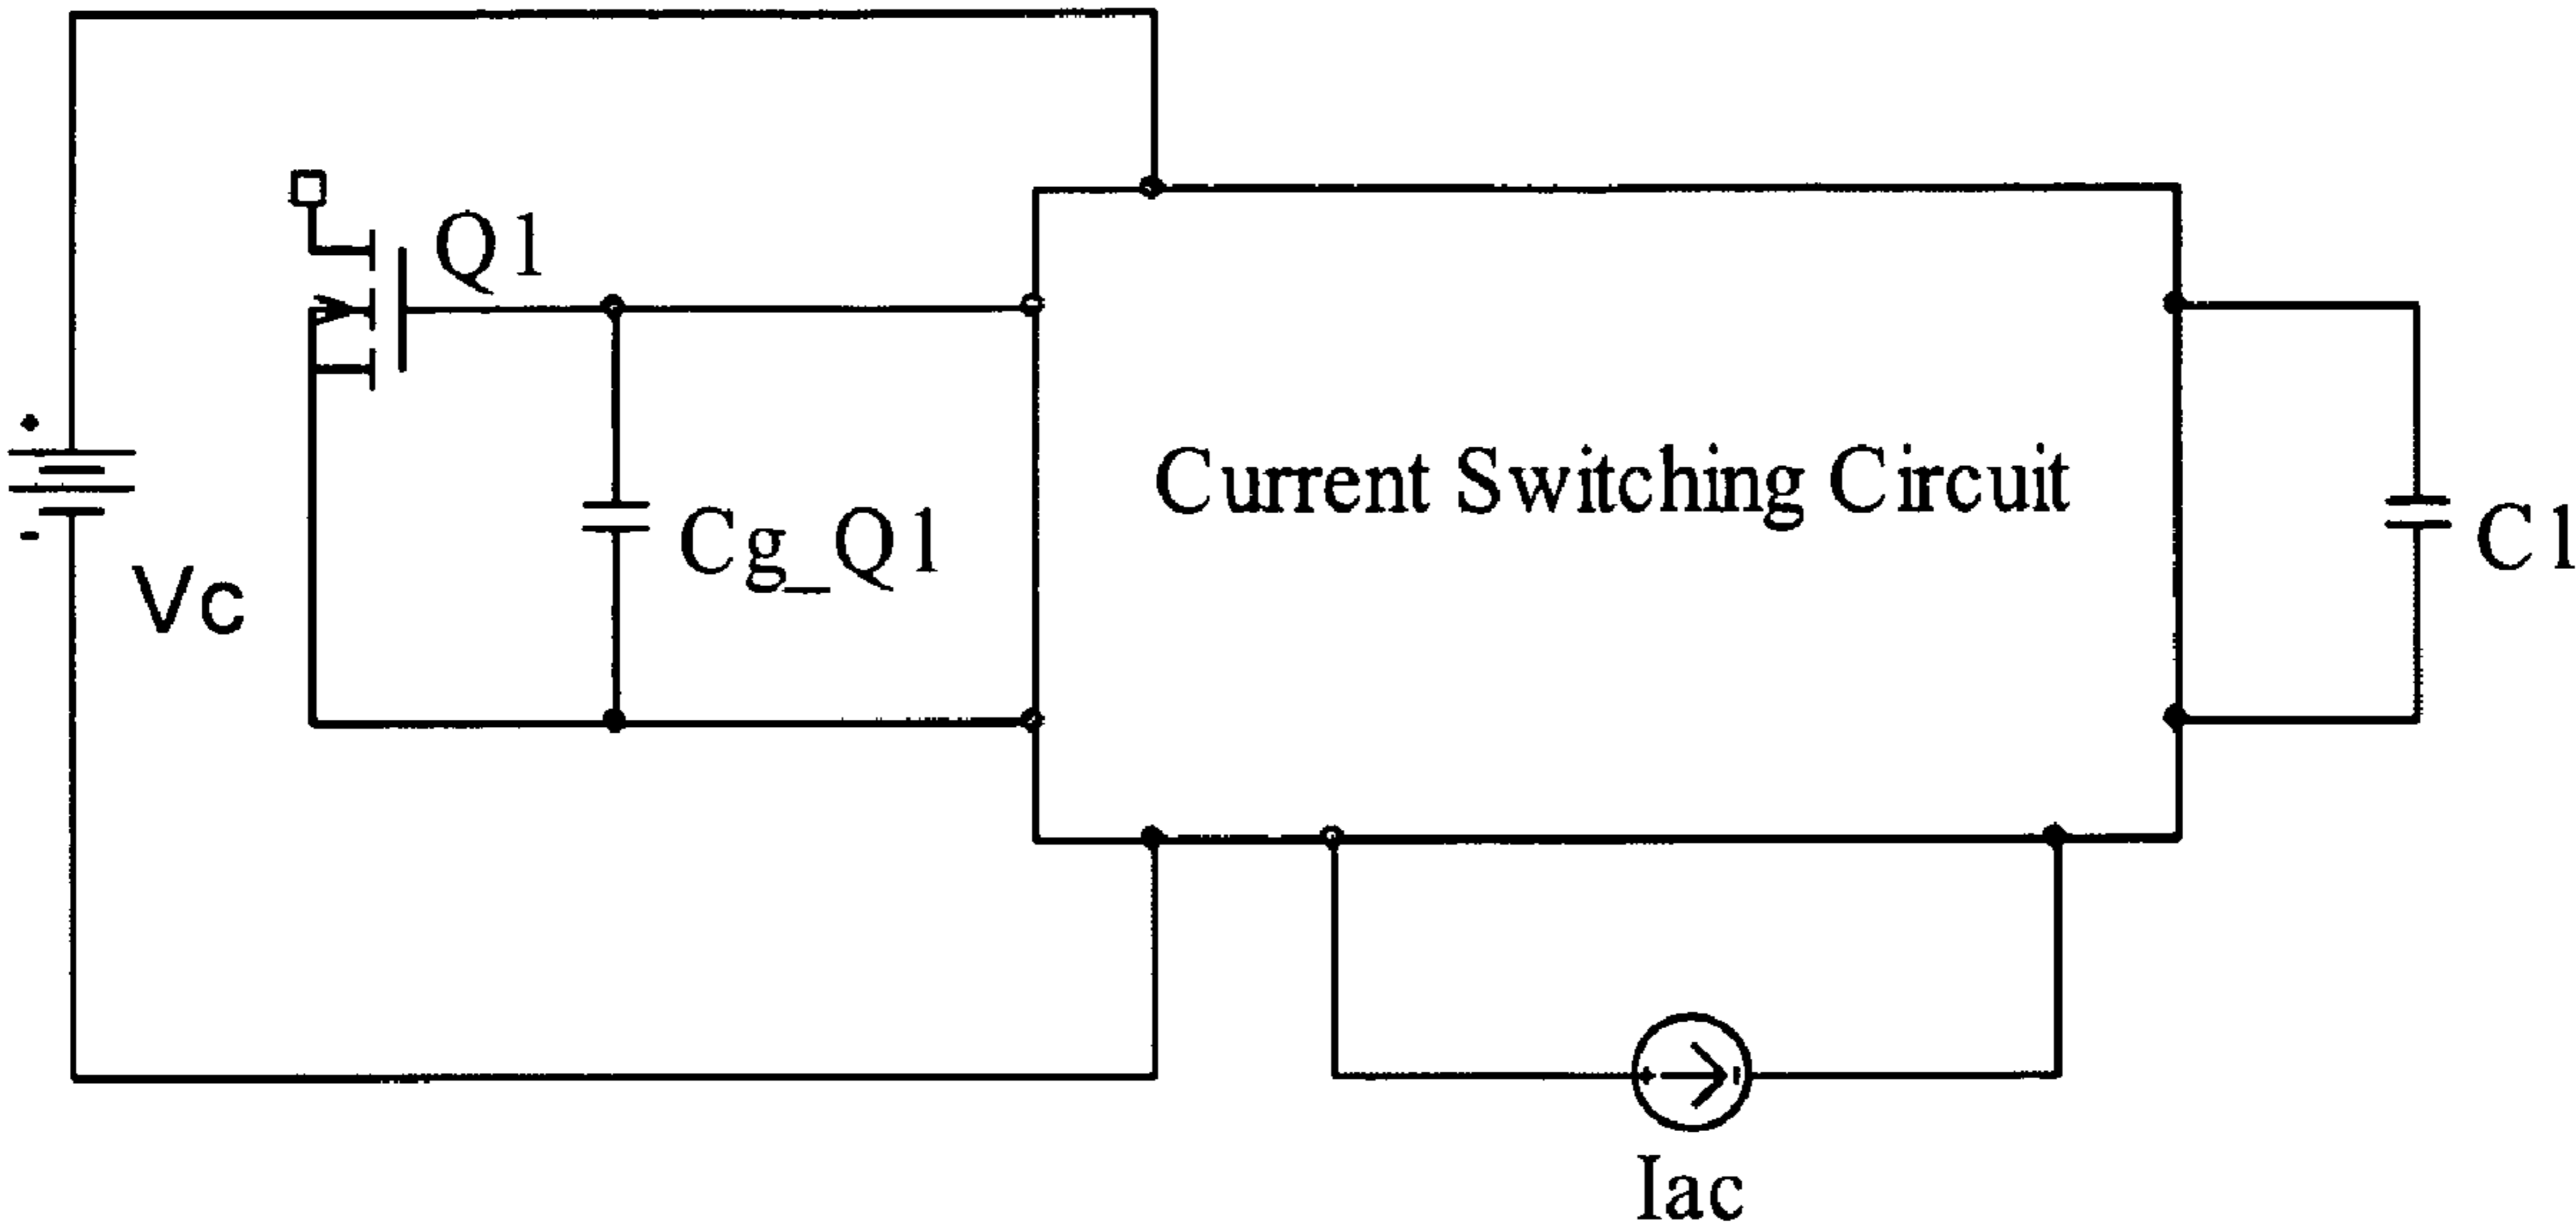 Q1
+
-
Vc
Cg_Q1
Current Switching Circuit
C1
Iac